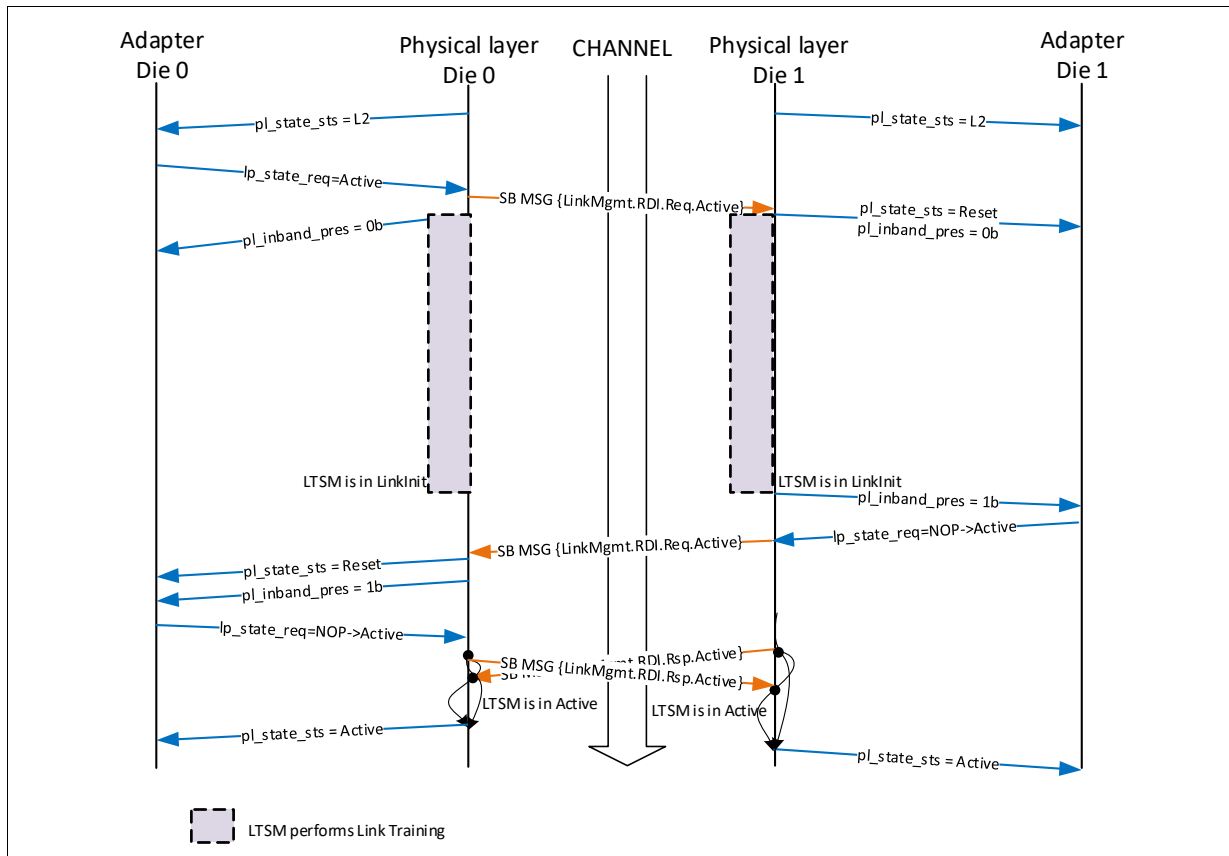 Adapter
Die 0
Physical layer
Die 0
CHANNEL
Physical layer
Die 1
Adapter
Die 1
pl_state_sts = L2
pl_state_sts = L2
lp_state_req=Active
SB MSG {LinkMgmt.RDI.Req.Active}
pl_state_sts = Reset
pl_inband_pres = 0b
pl_inband_pres = 0b
LTSM is in LinkInit
LTSM is in LinkInit
pl_inband_pres = 1b
lp_state_req=NOP->Active
SB MSG {LinkMgmt.RDI.Req.Active}
pl_state_sts = Reset
pl_inband_pres = 1b
lp_state_req=NOP->Active
mt.RDI.Rsp.Active}
SB MSG {LinkMgmt.RDI.Rsp.Active}
LTSM is in Active
LTSM is in Active
pl_state_sts = Active
pl_state_sts = Active
LTSM performs Link Training